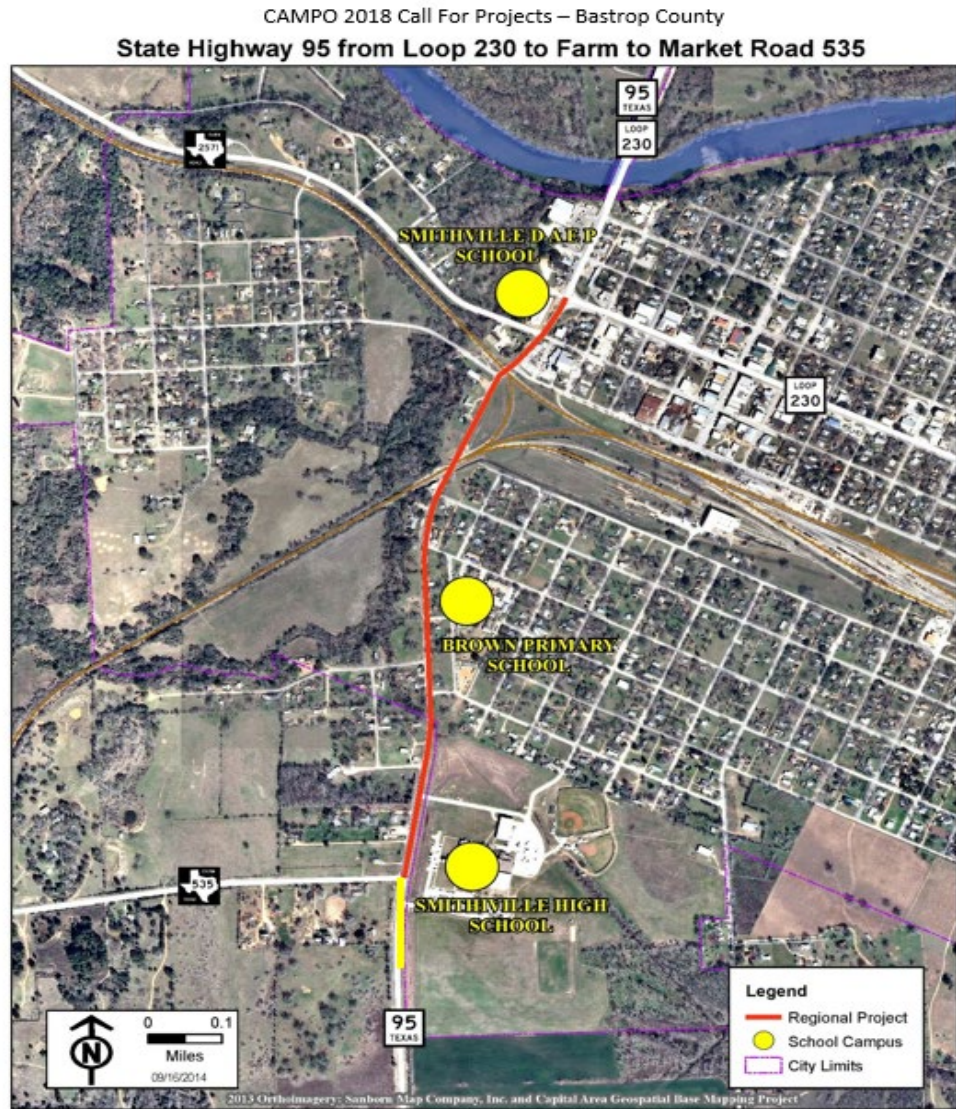 CAMPO 2018 Call For Projects – Bastrop County
State Highway 95 from Loop 230 to Farm to Market Road 535
95
TEXAS
LOOP
230
2571
SMITHVILLE D A E P
SCHOOL
LOOP
230
BROWN PRIMARY
SCHOOL
535
SMITHIVILLE HIGH
SCHOOL
95
TEXAS
0 0.1
Miles
N
09/16/2014
Legend
Regional Project
School Campus
City Limits
2013 Orthoimagery: Sanborn Map Company, Inc. and Capital Area Geospatial Base Mapping Project